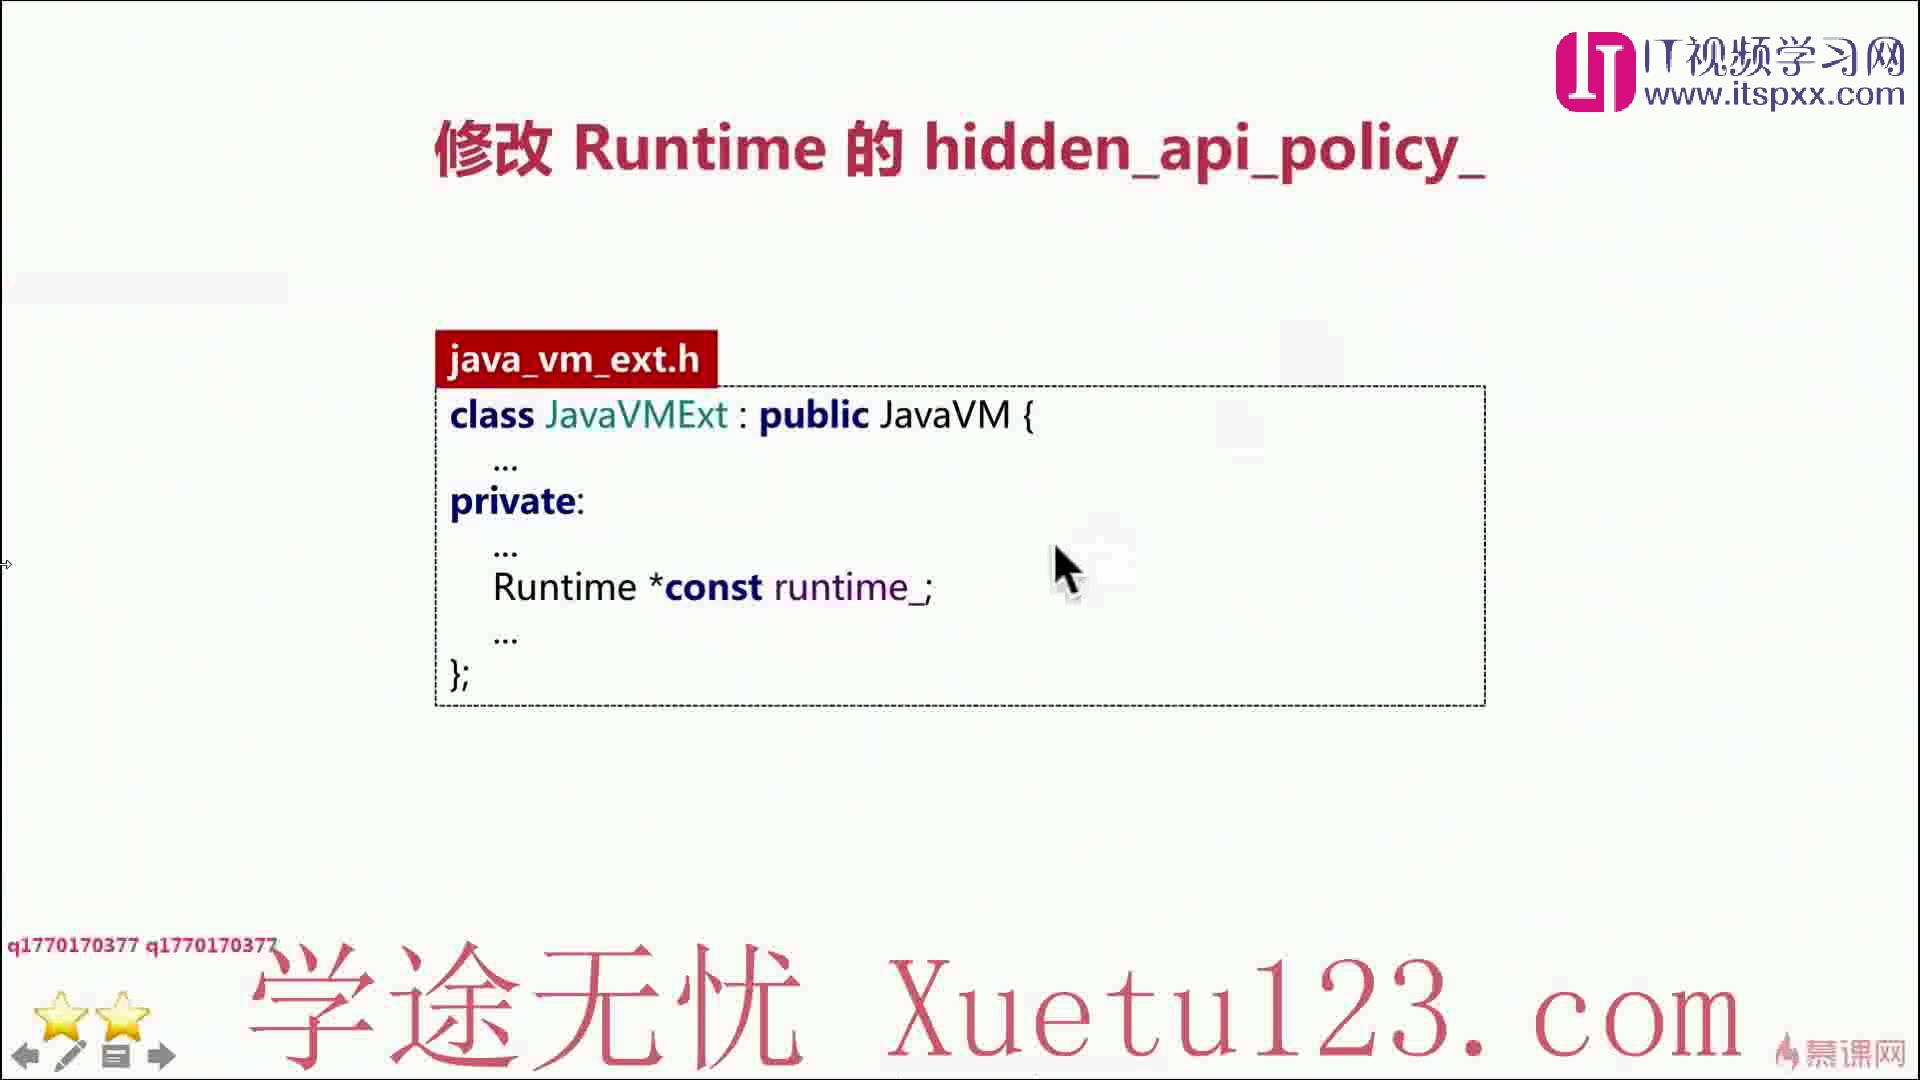 IT视频学习网
www.itspxx.com
修改 Runtime 的 hidden_api_policy_
java_vm_ext.h
class JavaVMExt : public JavaVM {
...
private:
...
Runtime *const runtime_;
...
};
q1770170377 q1770170377
学途无忧 Xuetu123.com
慕课网